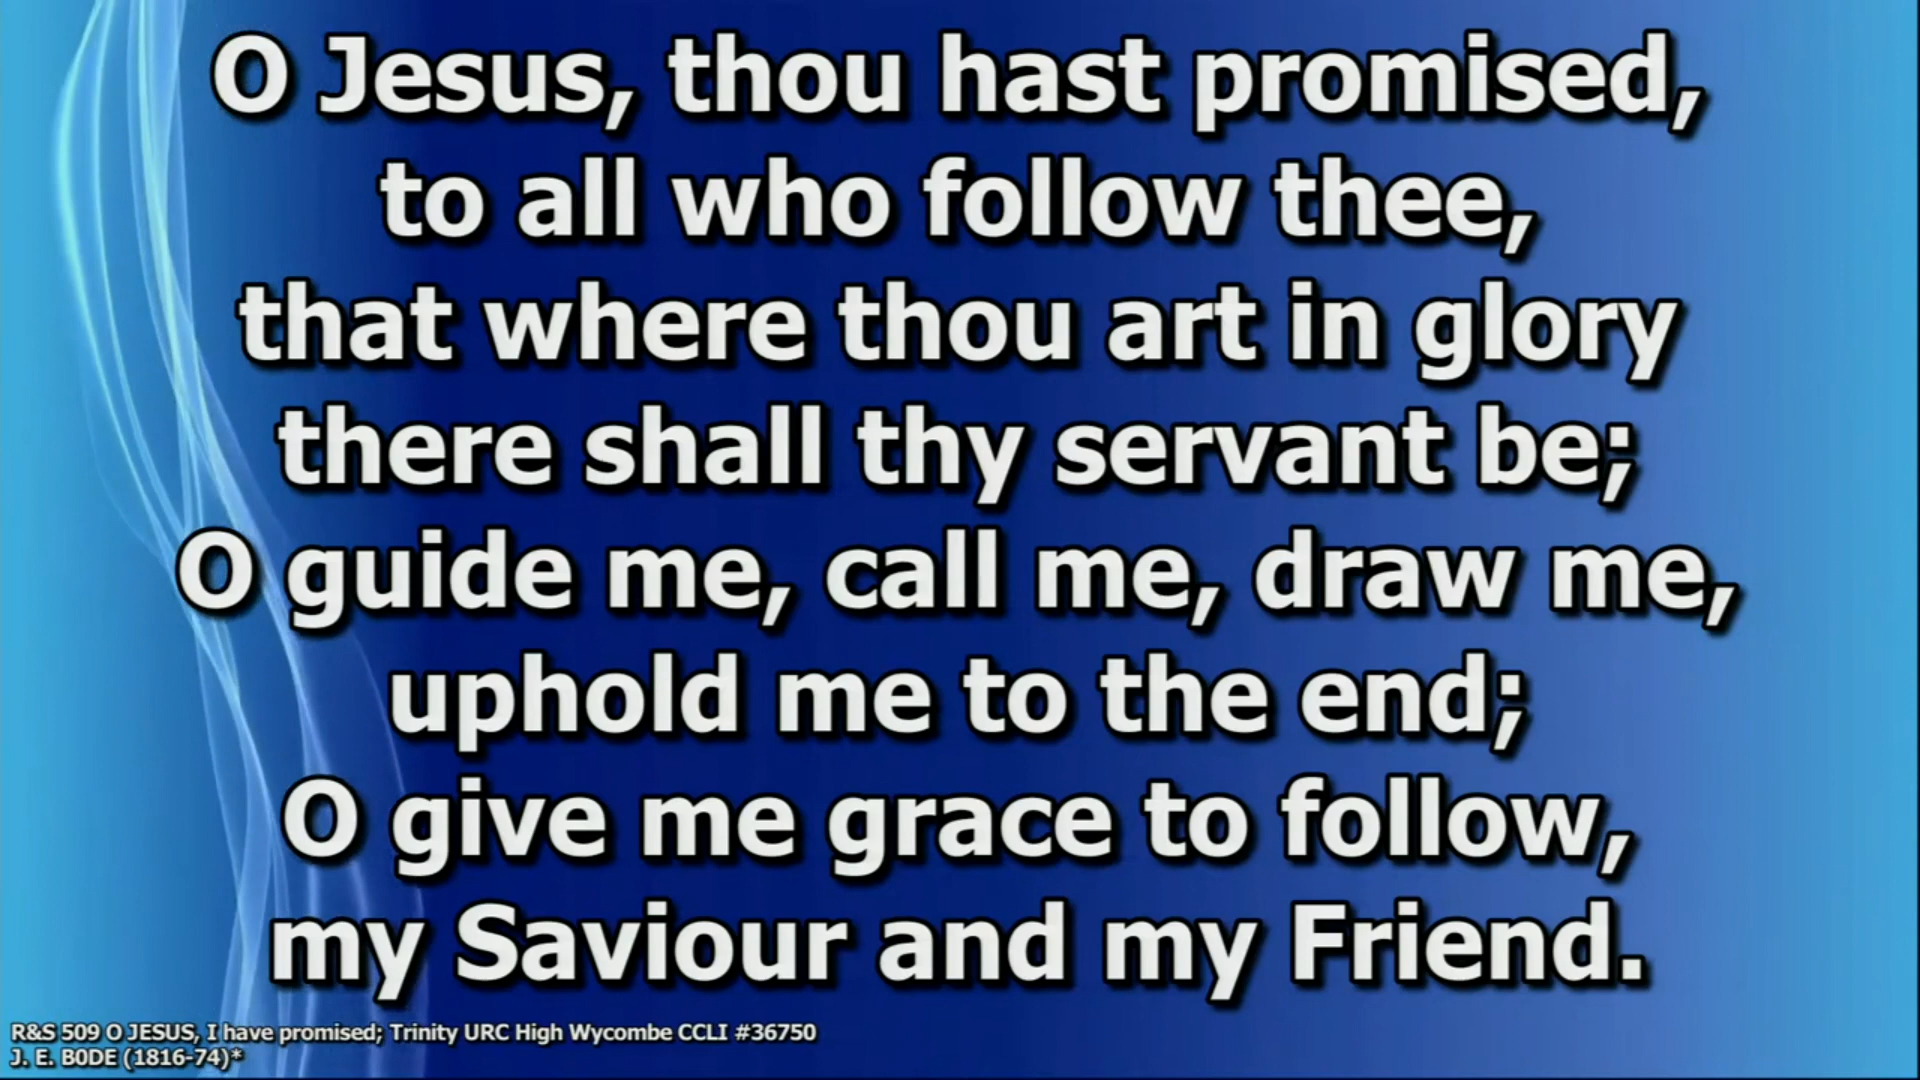 O Jesus, thou hast promised,
to all who follow thee,
that where thou art in glory
there shall thy servant be;
O guide me, call me, draw me,
uphold me to the end;
O give me grace to follow,
my Saviour and my Friend.
R&S 509 O JESUS, I have promised; Trinity URC High Wycombe CCLI #36750
J. E. B0DE (1816-74)*